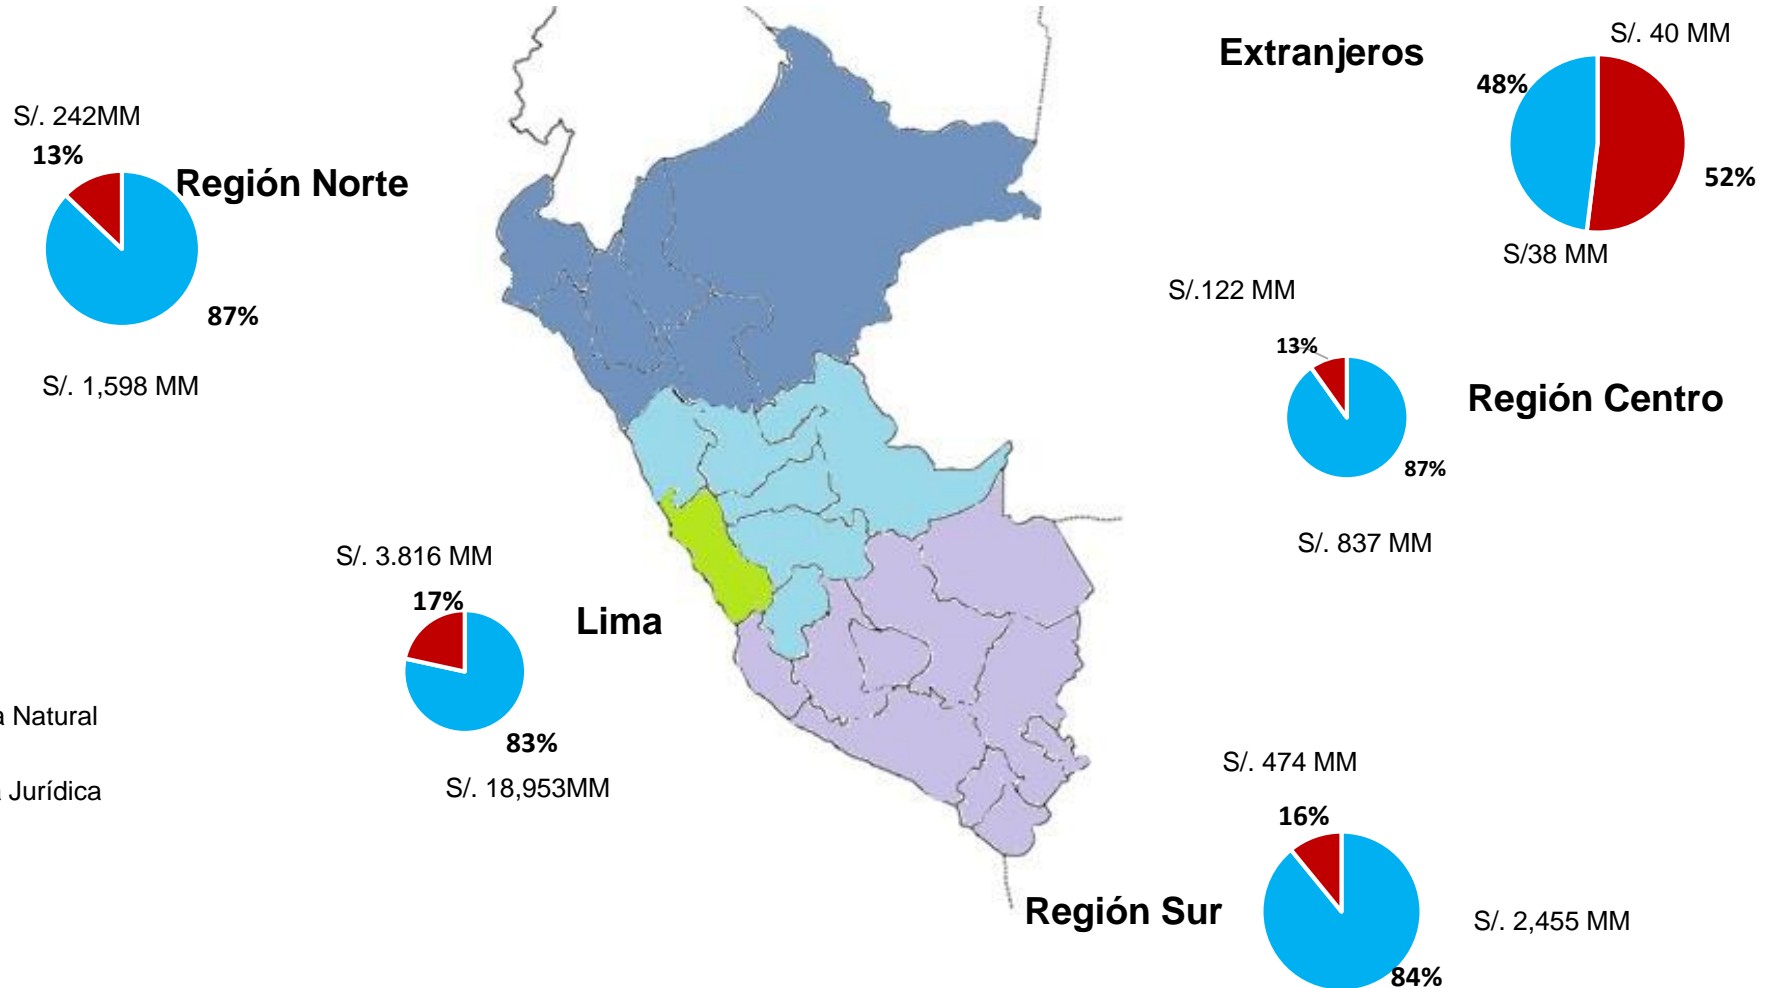 Extranjeros
S/. 40 MM
48%
52%
S/38 MM
S/. 242MM
13%
Región Norte
87%
S/. 1,598 MM
S/.122 MM
13%
Región Centro
87%
S/. 837 MM
S/. 3.816 MM
17%
Lima
83%
S/. 18,953MM
a Natural
a Jurídica
S/. 474 MM
16%
Región Sur
S/. 2,455 MM
84%